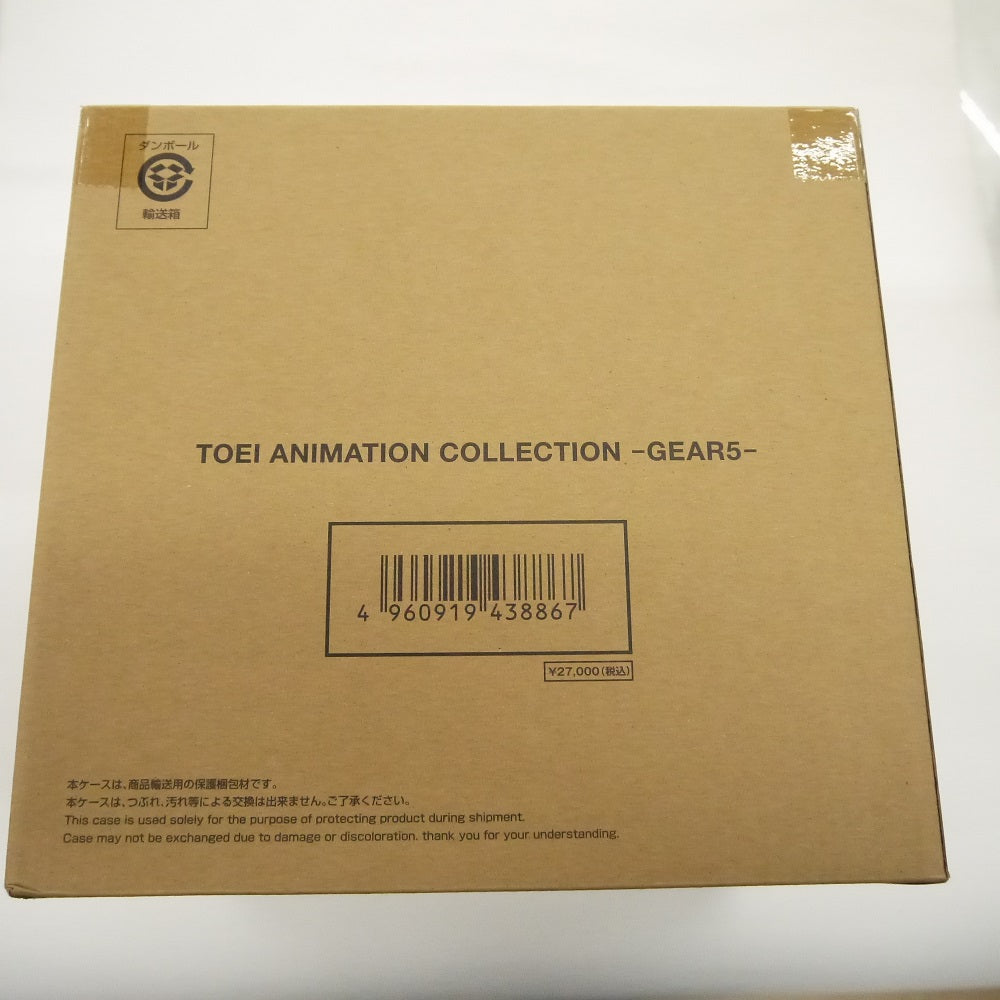 ダンボール
輸送箱
TOEI ANIMATION COLLECTION -GEAR5-
4 960919 438867
¥27,000(税込)
本ケースは、商品輸送用の保護梱包材です。
本ケースは、つぶれ、汚れ等による交換は出来ません。ご了承ください。
This case is used solely for the purpose of protecting product during shipment.
Case may not be exchanged due to damage or discoloration. thank you for your understanding.